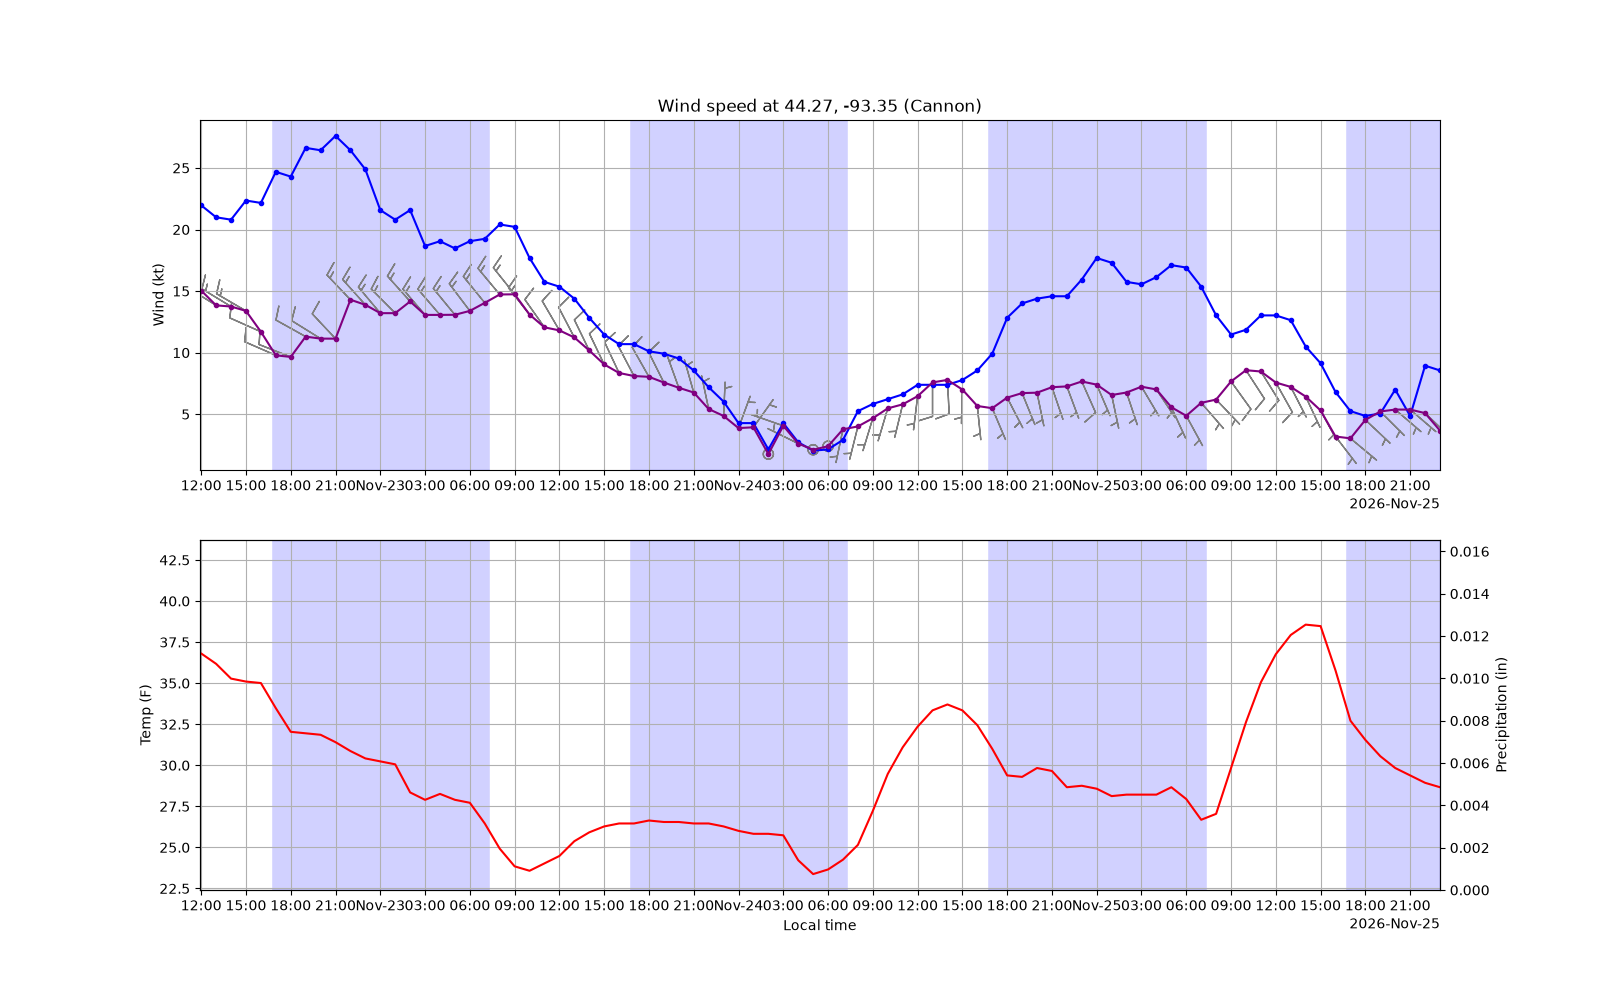 Wind speed at 44.27, -93.35 (Cannon)
25
20
15
10
5
Wind (kt)
12:00 15:00 18:00 21:00 Nov-23 03:00 06:00 09:00 12:00 15:00 18:00 21:00 Nov-24 03:00 06:00 09:00 12:00 15:00 18:00 21:00 Nov-25 03:00 06:00 09:00 12:00 15:00 18:00 21:00
2026-Nov-25
42.5
40.0
37.5
35.0
32.5
30.0
27.5
25.0
22.5
Temp (F)
0.016
0.014
0.012
0.010
0.008
0.006
0.004
0.002
0.000
Precipitation (in)
12:00 15:00 18:00 21:00 Nov-23 03:00 06:00 09:00 12:00 15:00 18:00 21:00 Nov-24 03:00 06:00 09:00 12:00 15:00 18:00 21:00 Nov-25 03:00 06:00 09:00 12:00 15:00 18:00 21:00
Local time
2026-Nov-25